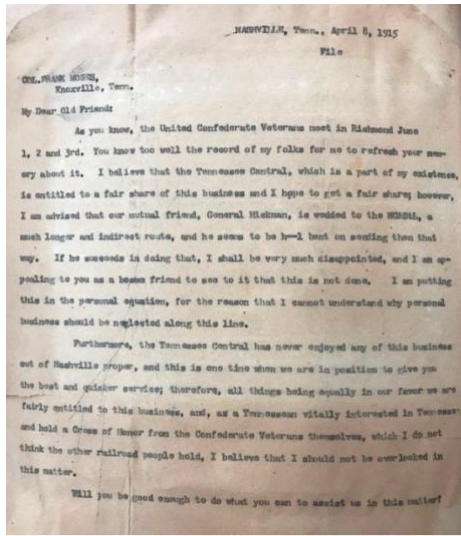 NASHVILLE, Tenn., April 8, 1915
File
COL. FRANK MOSES,
Knoxville, Tenn.
My Dear Old Friend:
As you know, the United Confederate Veterans meet in Richmond June
1, 2 and 3rd. You know too well the record of my folks for me to refresh your mem-
ory about it. I believe that the Tennessee Central, which is a part of my existence,
is entitled to a fair share of this business and I hope to get a fair share; however,
I am advised that our mutual friend, General Hickman, is wedded to the
much longer and indirect route, and he seems to be h--l bent on sending them that
way. If he succeeds in doing that, I shall be very much disappointed, and I am ap-
pealing to you as a bosom friend to see to it that this is not done. I am putting
this in the personal equation, for the reason that I cannot understand why personal
business should be neglected along this line.
Furthermore, the Tennessee Central has never enjoyed any of this business
out of Nashville proper, and this is one time when we are in position to give you
the best and quicker service; therefore, all things being equally in our favor we are
fairly entitled to this business, and, as a Tennessean vitally interested in Tennessee
and hold a Cross of Honor from the Confederate Veterans themselves, which I do not
think the other railroad people hold, I believe that I should not be overlooked in
this matter.
Will you be good enough to do what you can to assist us in this matter?